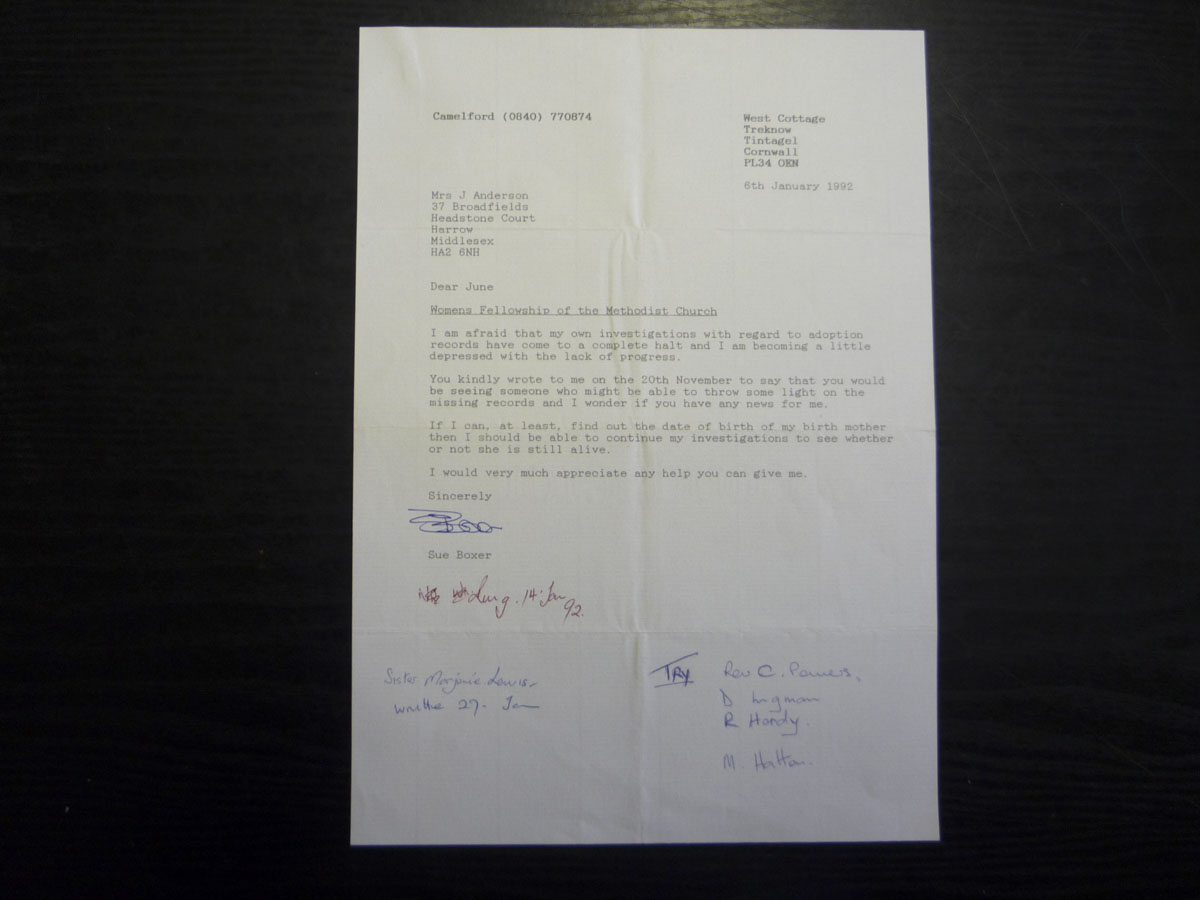 Camelford (0840) 770874
West Cottage
Treknow
Tintagel
Cornwall
PL34 0EN
6th January 1992
Mrs J Anderson
37 Broadfields
Headstone Court
Harrow
Middlesex
HA2 6NH
Dear June
Womens Fellowship of the Methodist Church
I am afraid that my own investigations with regard to adoption
records have come to a complete halt and I am becoming a little
depressed with the lack of progress.
You kindly wrote to me on the 20th November to say that you would
be seeing someone who might be able to throw some light on the
missing records and I wonder if you have any news for me.
If I can, at least, find out the date of birth of my birth mother
then I should be able to continue my investigations to see whether
or not she is still alive.
I would very much appreciate any help you can give me.
Sincerely
Sue Boxer
14 Jan 92.
Sister Marjorie Lewis
27. Jan
TRY Rev C.
D Ingman
R Hardy.
M.